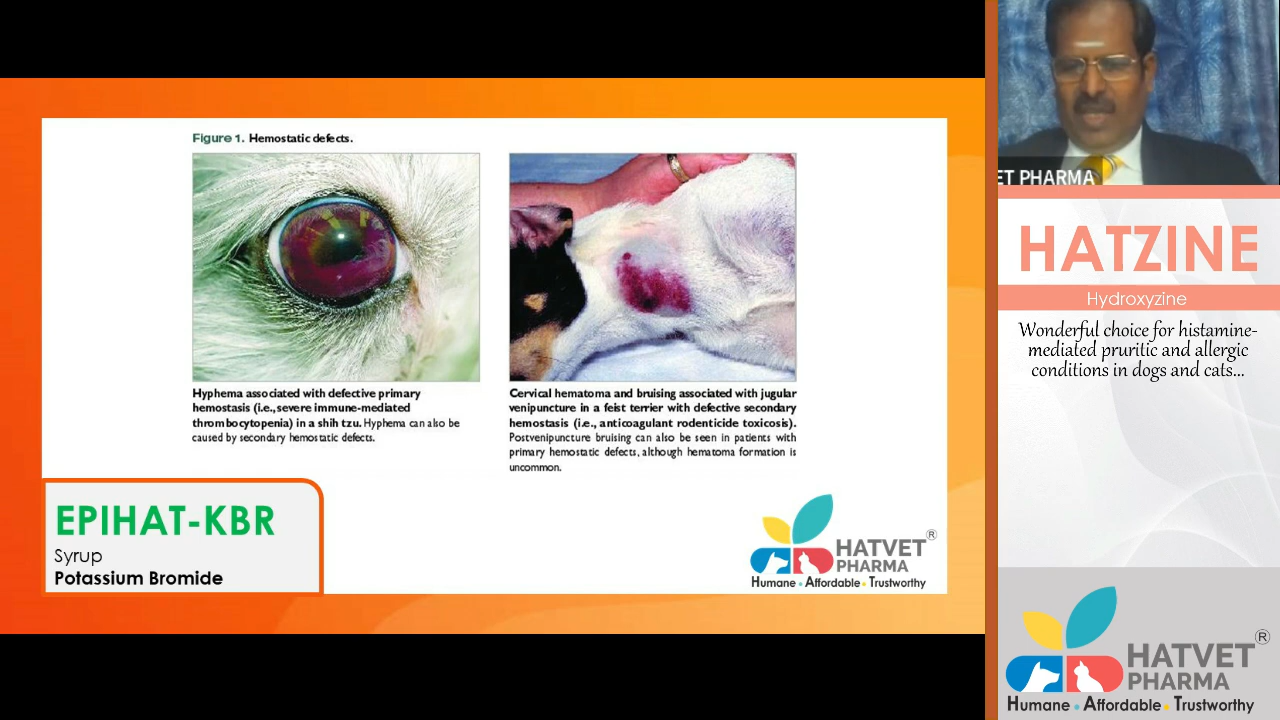 Figure 1. Hemostatic defects.
Hyphema associated with defective primary
hemostasis (i.e., severe immune-mediated
thrombocytopenia) in a shih tzu. Hyphema can also be
caused by secondary hemostatic defects.
Cervical hematoma and bruising associated with jugular
venipuncture in a feist terrier with defective secondary
hemostasis (i.e., anticoagulant rodenticide toxicosis).
Postvenipuncture bruising can also be seen in patients with
primary hemostatic defects, although hematoma formation is
uncommon.
EPIHAT-KBR
Syrup
Potassium Bromide
HATVET ®
PHARMA
Humane • Affordable • Trustworthy
ET PHARMA
HATZINE
Hydroxyzine
Wonderful choice for histamine-
mediated pruritic and allergic
conditions in dogs and cats...
HATVET ®
PHARMA
Humane • Affordable • Trustworthy